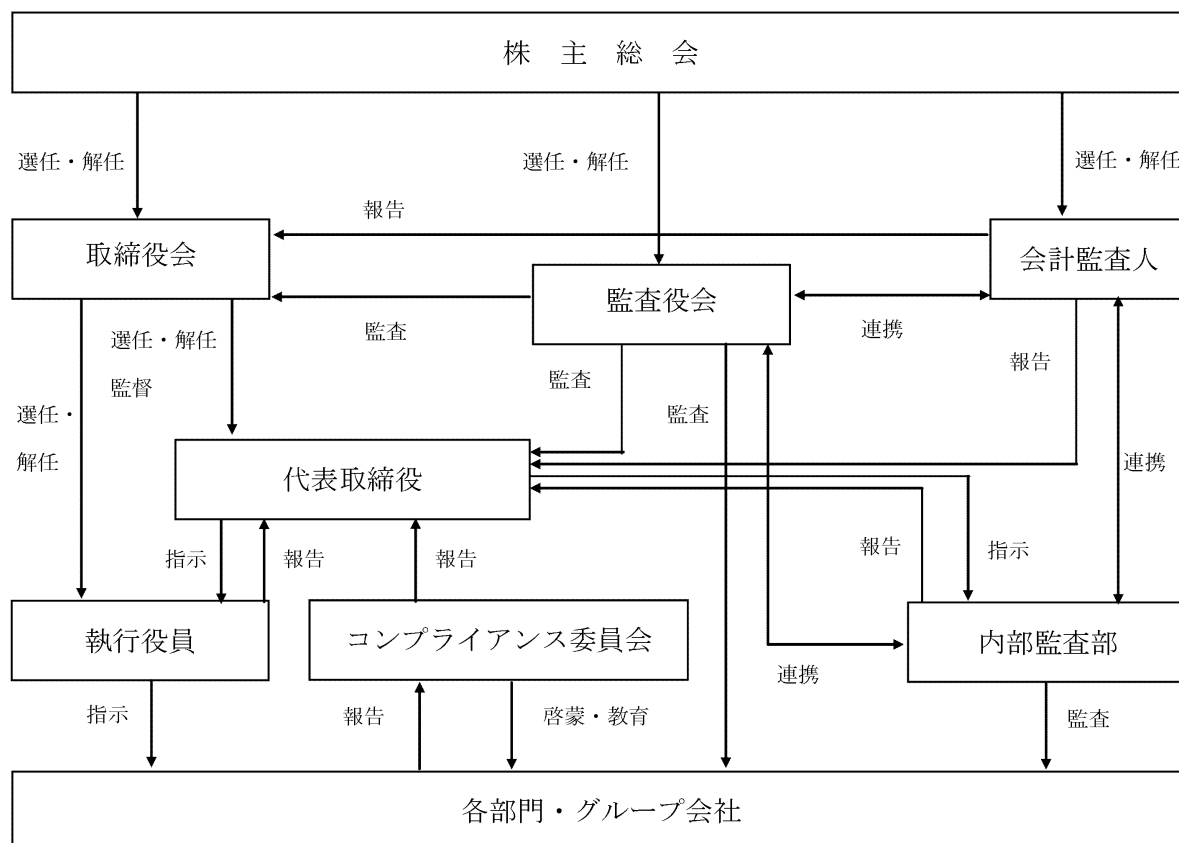 株　主　総　会
選任・解任
選任・解任
選任・解任
報告
取締役会
会計監査人
監査役会
監査
連携
選任・解任
監督
監査
監査
報告
選任・
解任
連携
代表取締役
指示
報告
報告
報告
指示
執行役員
コンプライアンス委員会
内部監査部
連携
指示
報告
啓蒙・教育
監査
各部門・グループ会社